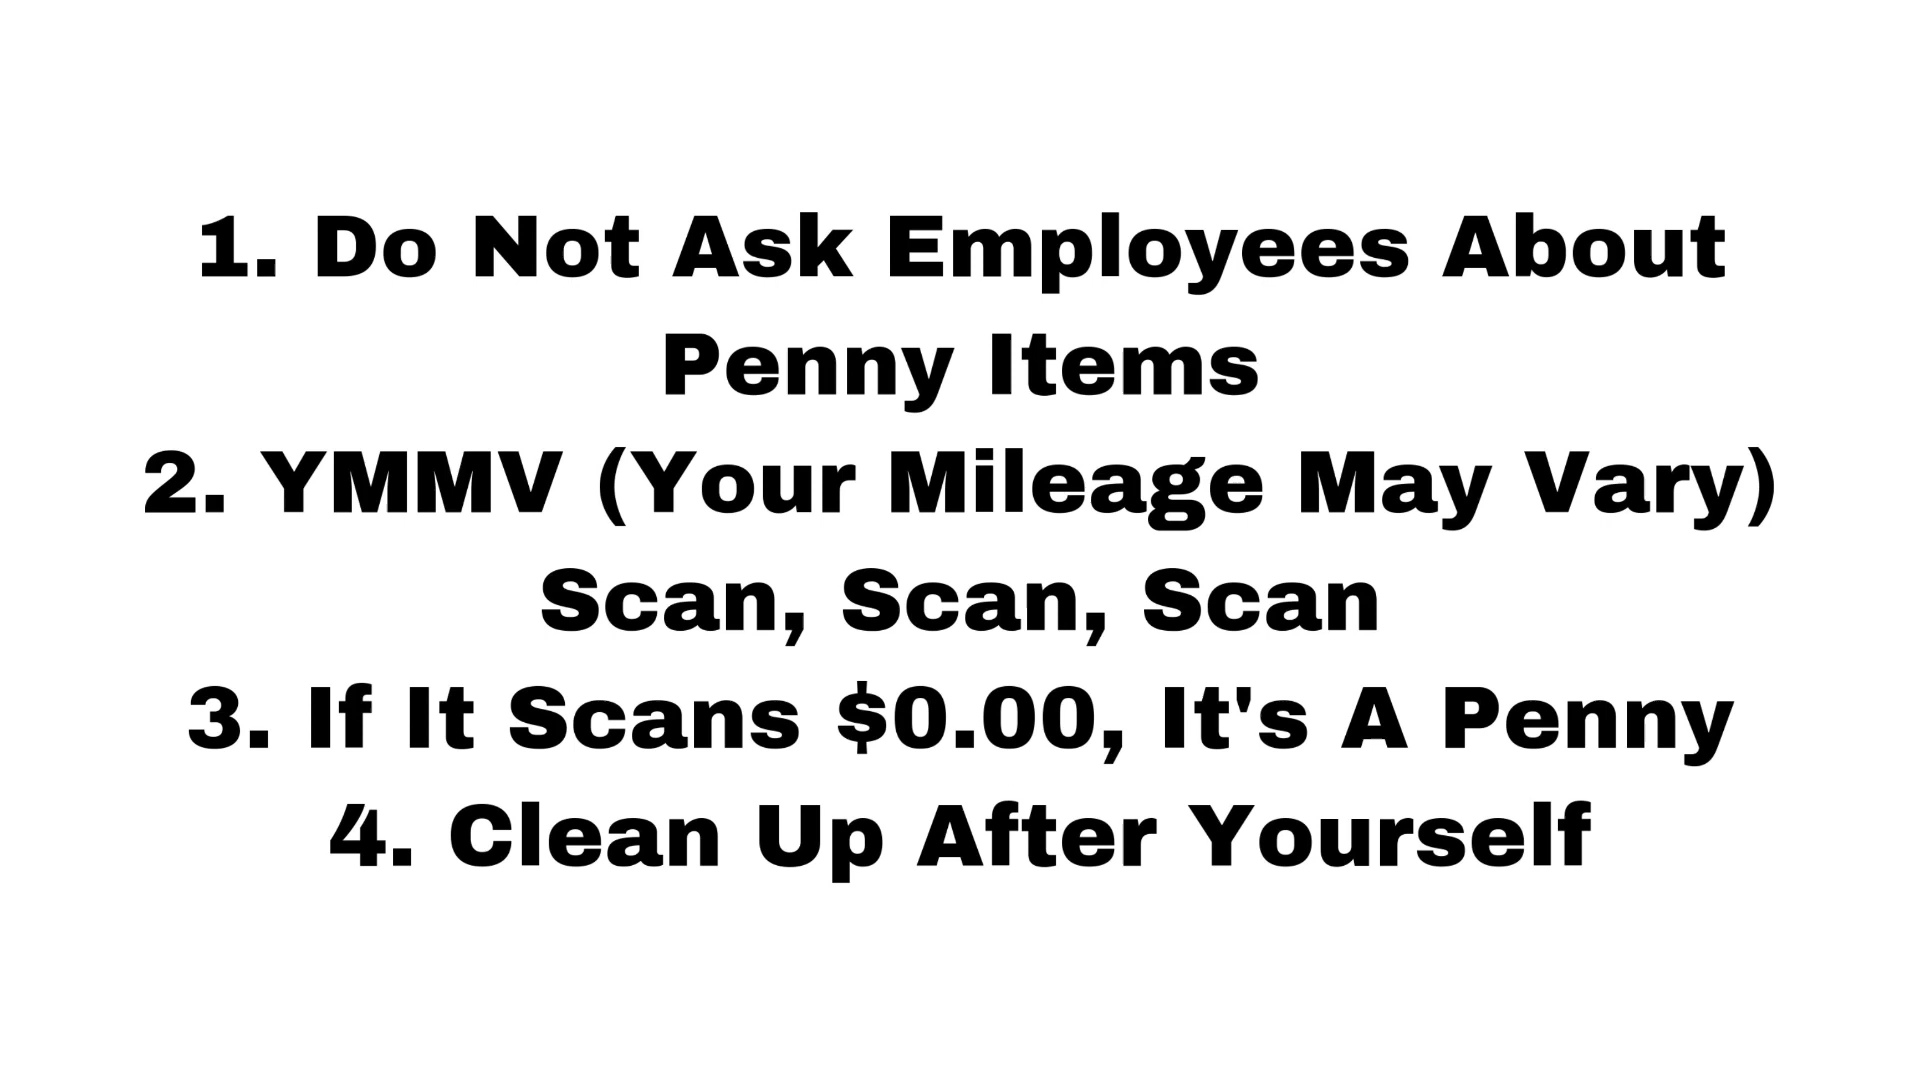 1. Do Not Ask Employees About
Penny Items
2. YMMV (Your Mileage May Vary)
Scan, Scan, Scan
3. If It Scans $0.00, It's A Penny
4. Clean Up After Yourself